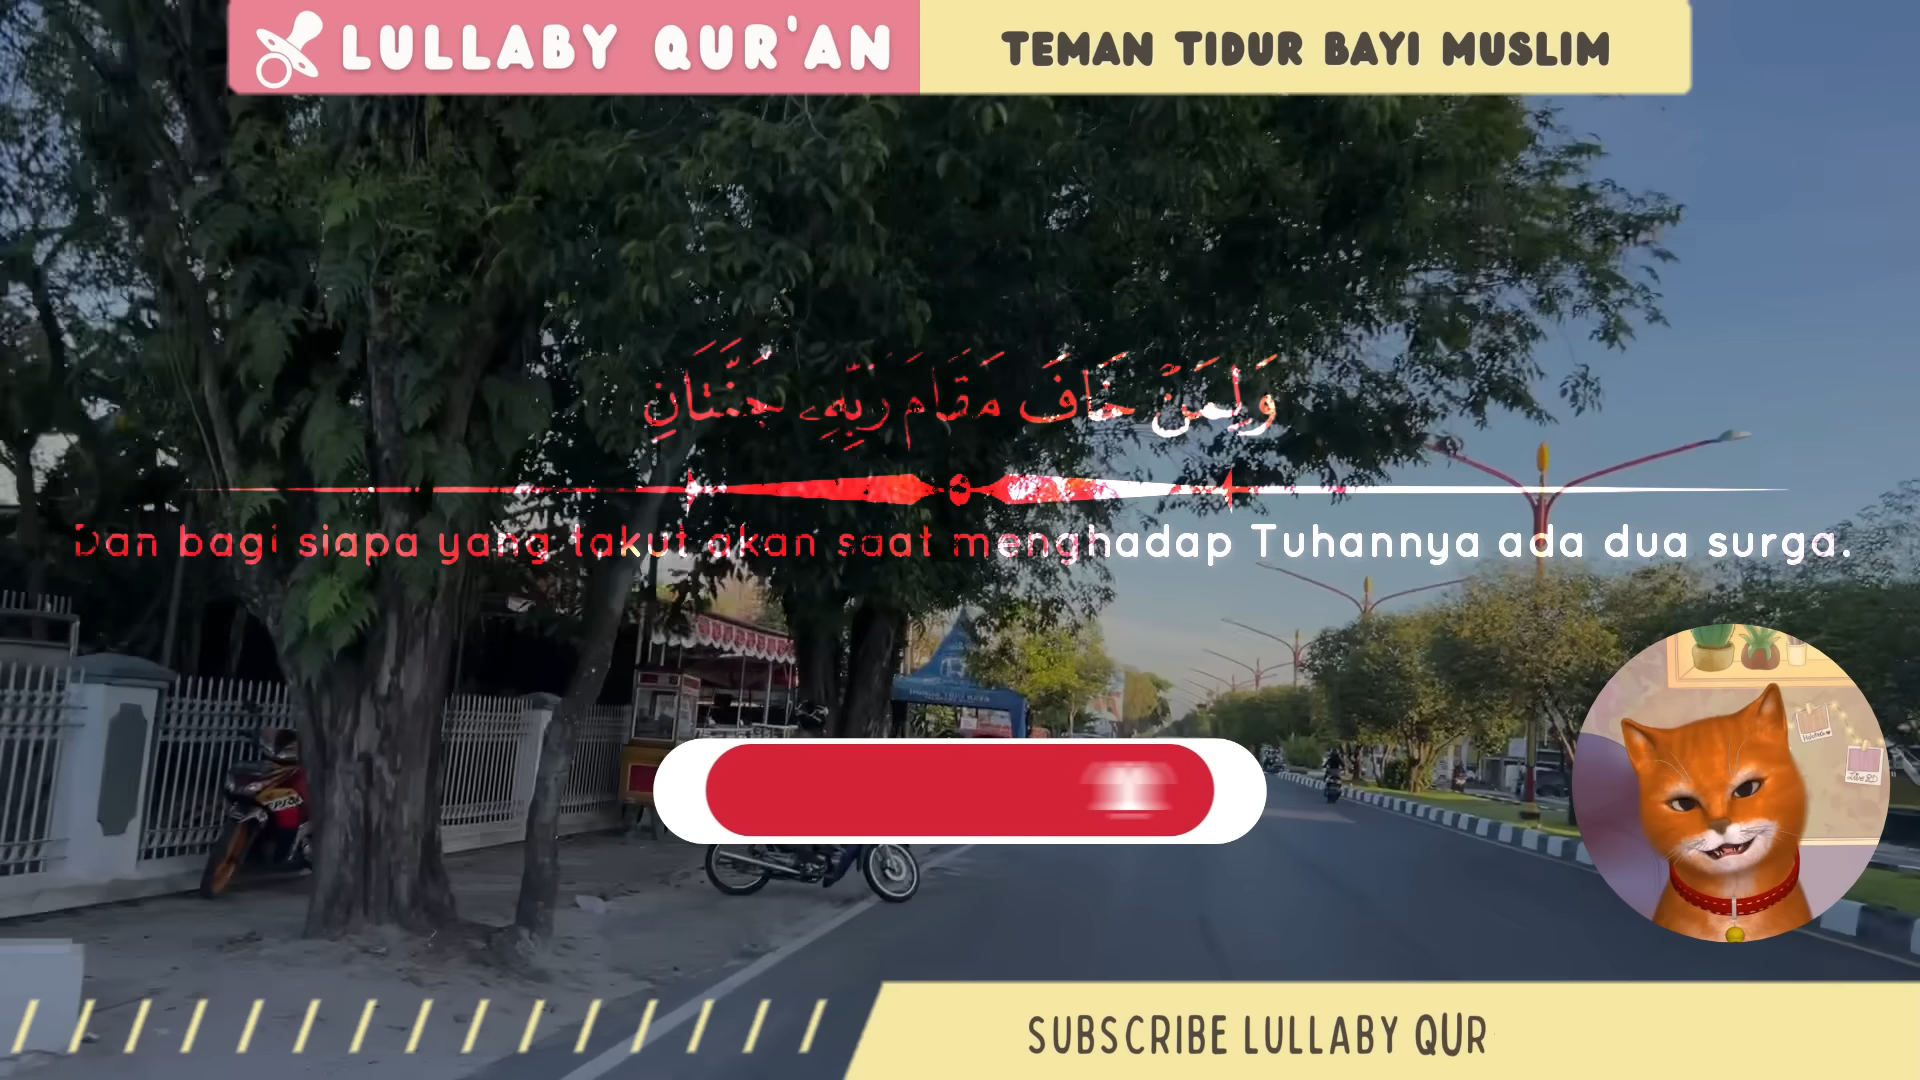 LULLABY QUR'AN
TEMAN TIDUR BAYI MUSLIM
وَلِمَنْ خَافَ مَقَامَ رَبِّهِۦ جَنَّتَانِ
Dan bagi siapa yang takut akan saat menghadap Tuhannya ada dua surga.
SUBSCRIBE LULLABY QUR